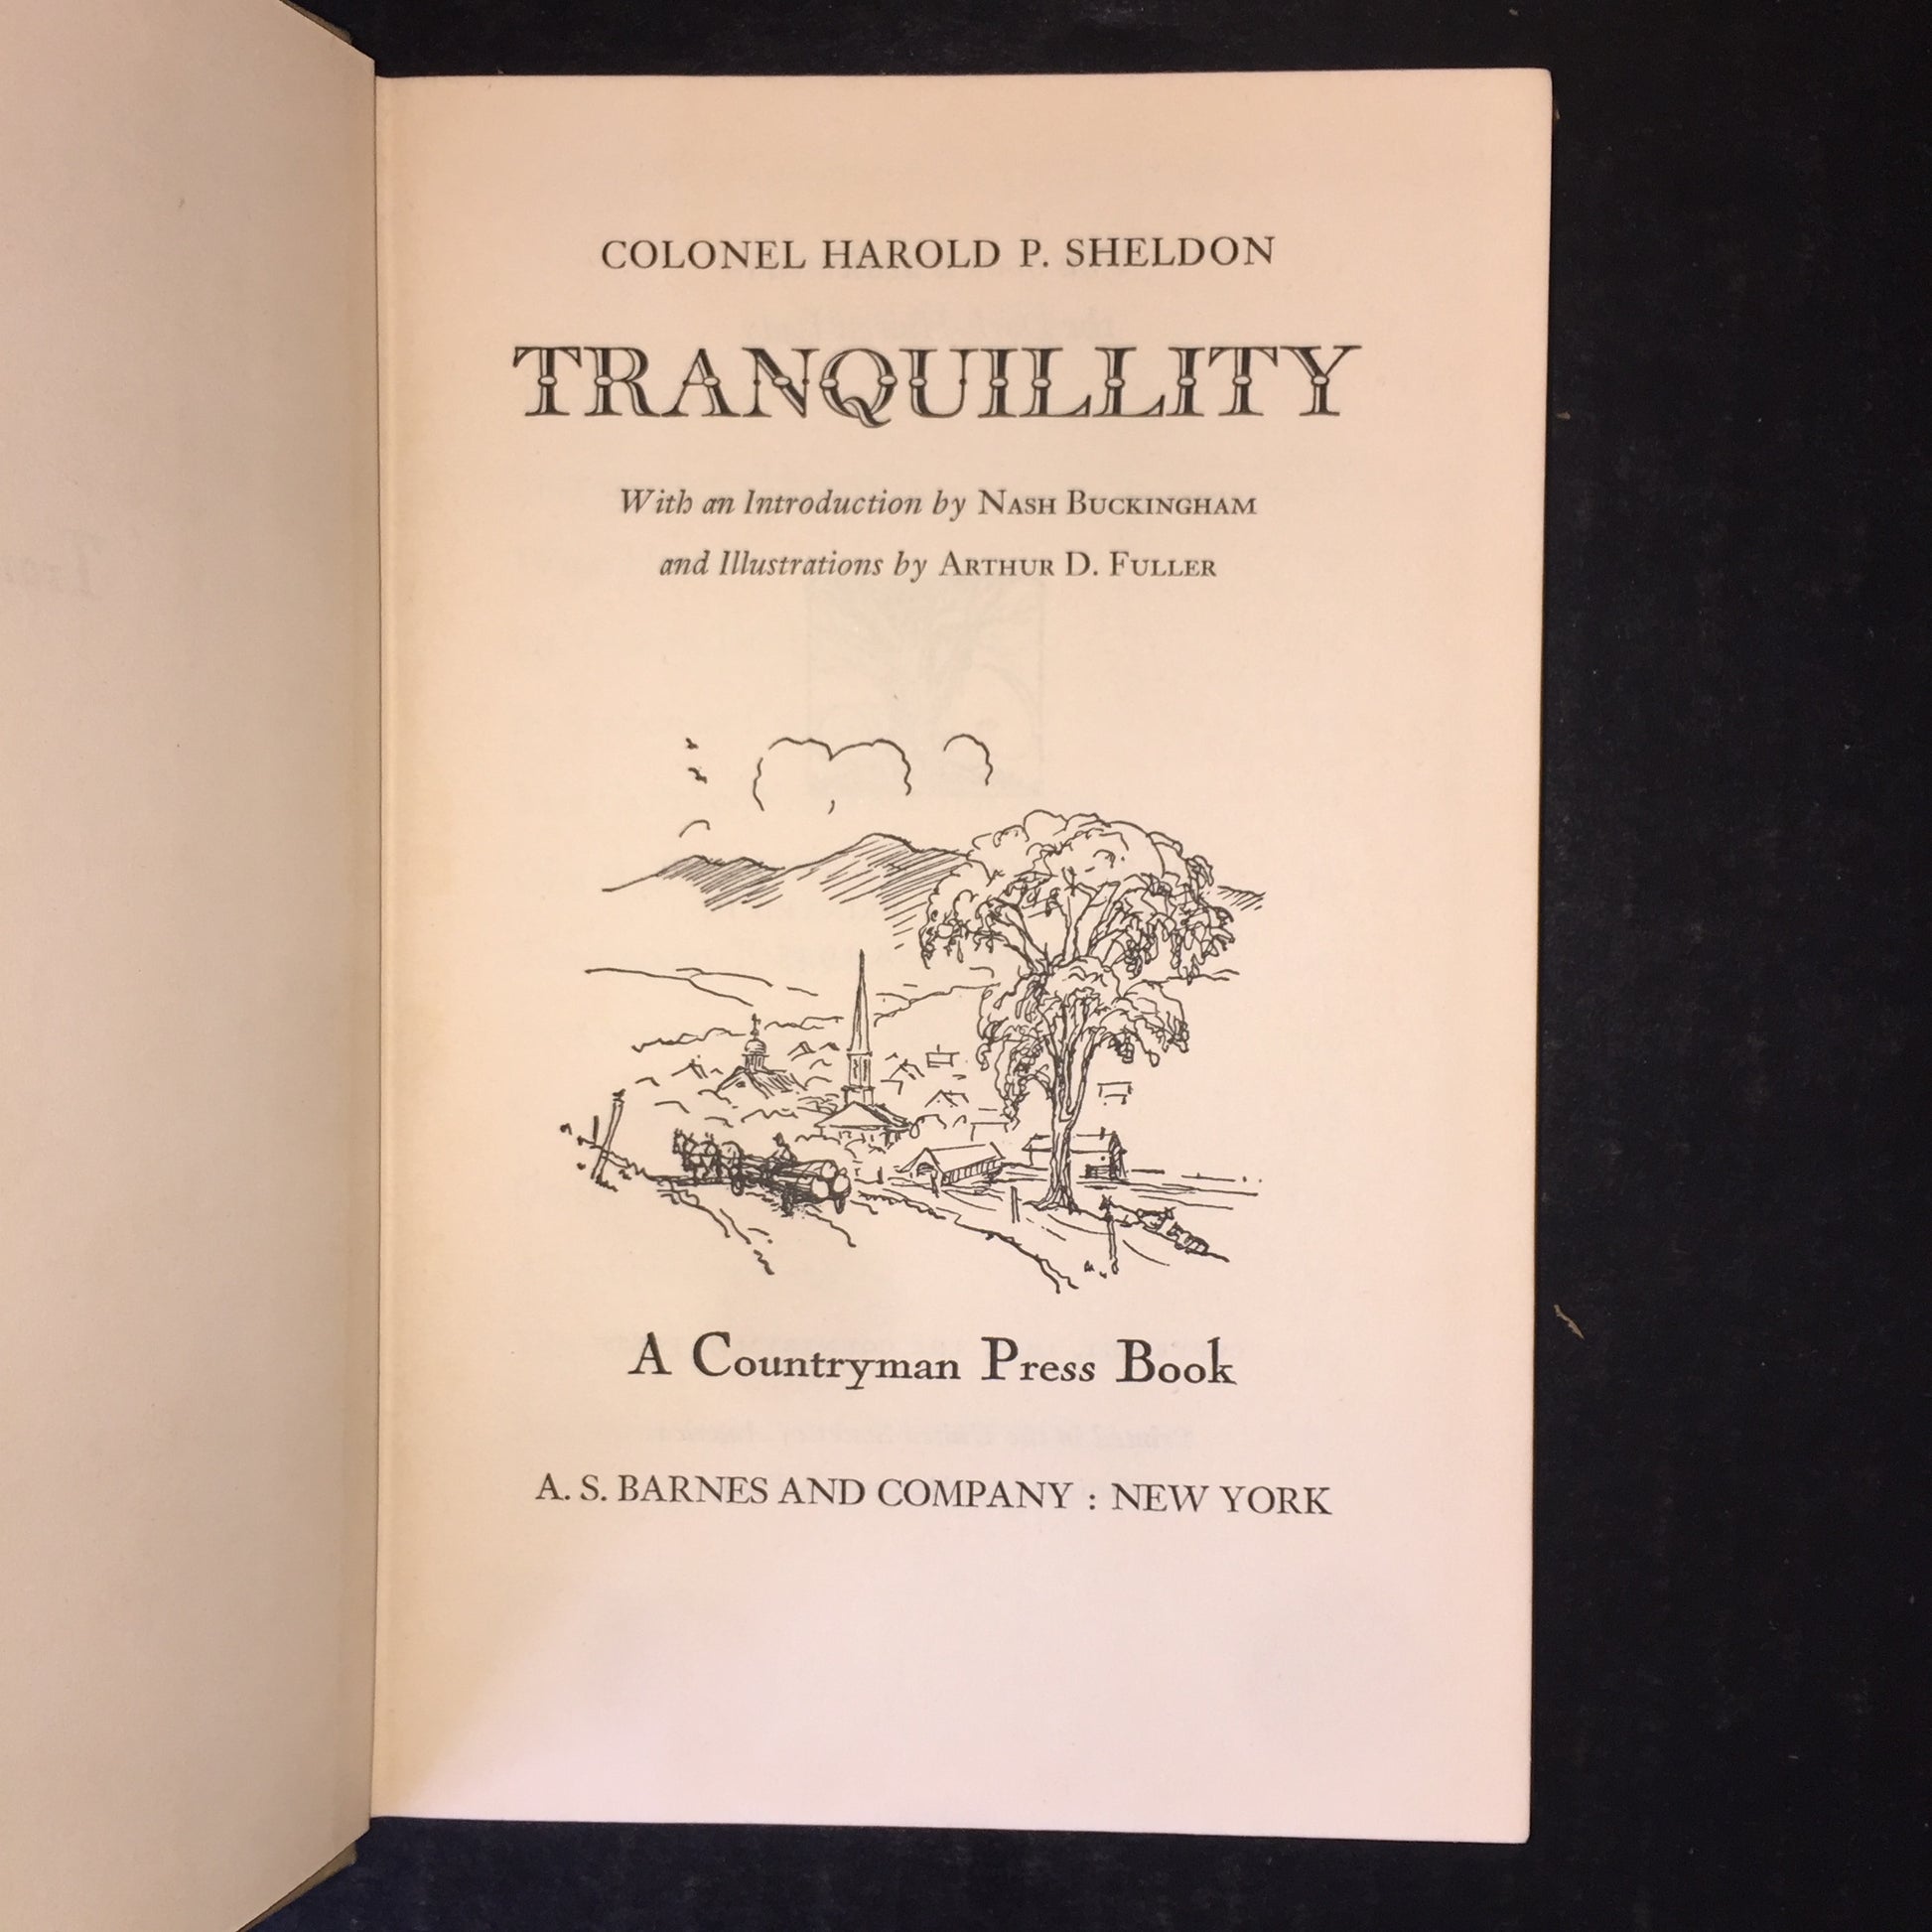 COLONEL HAROLD P. SHELDON
TRANQUILLITY
With an Introduction by NASH BUCKINGHAM
and Illustrations by ARTHUR D. FULLER
A Countryman Press Book
A. S. BARNES AND COMPANY : NEW YORK